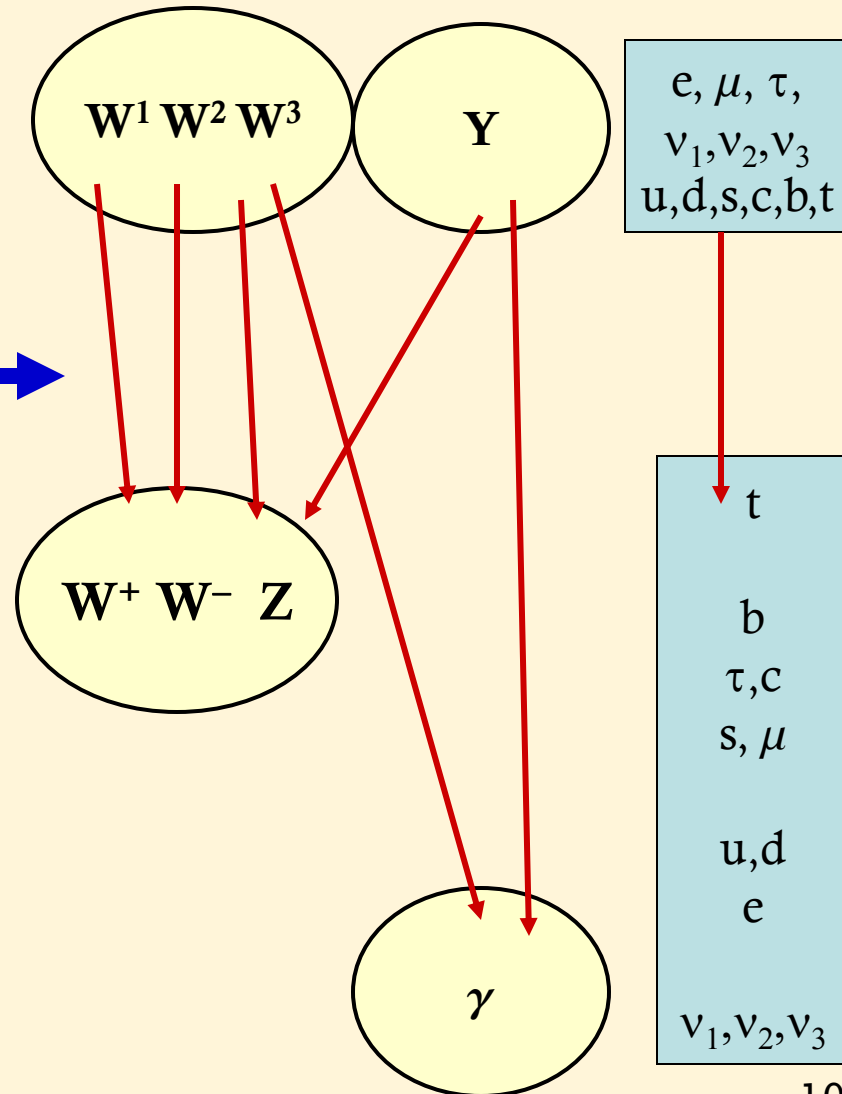 W¹ W² W³
Y
e, μ, τ,
ν₁,ν₂,ν₃
u,d,s,c,b,t
W⁺ W⁻ Z
γ
t
b
τ,c
s, μ
u,d
e
ν₁,ν₂,ν₃